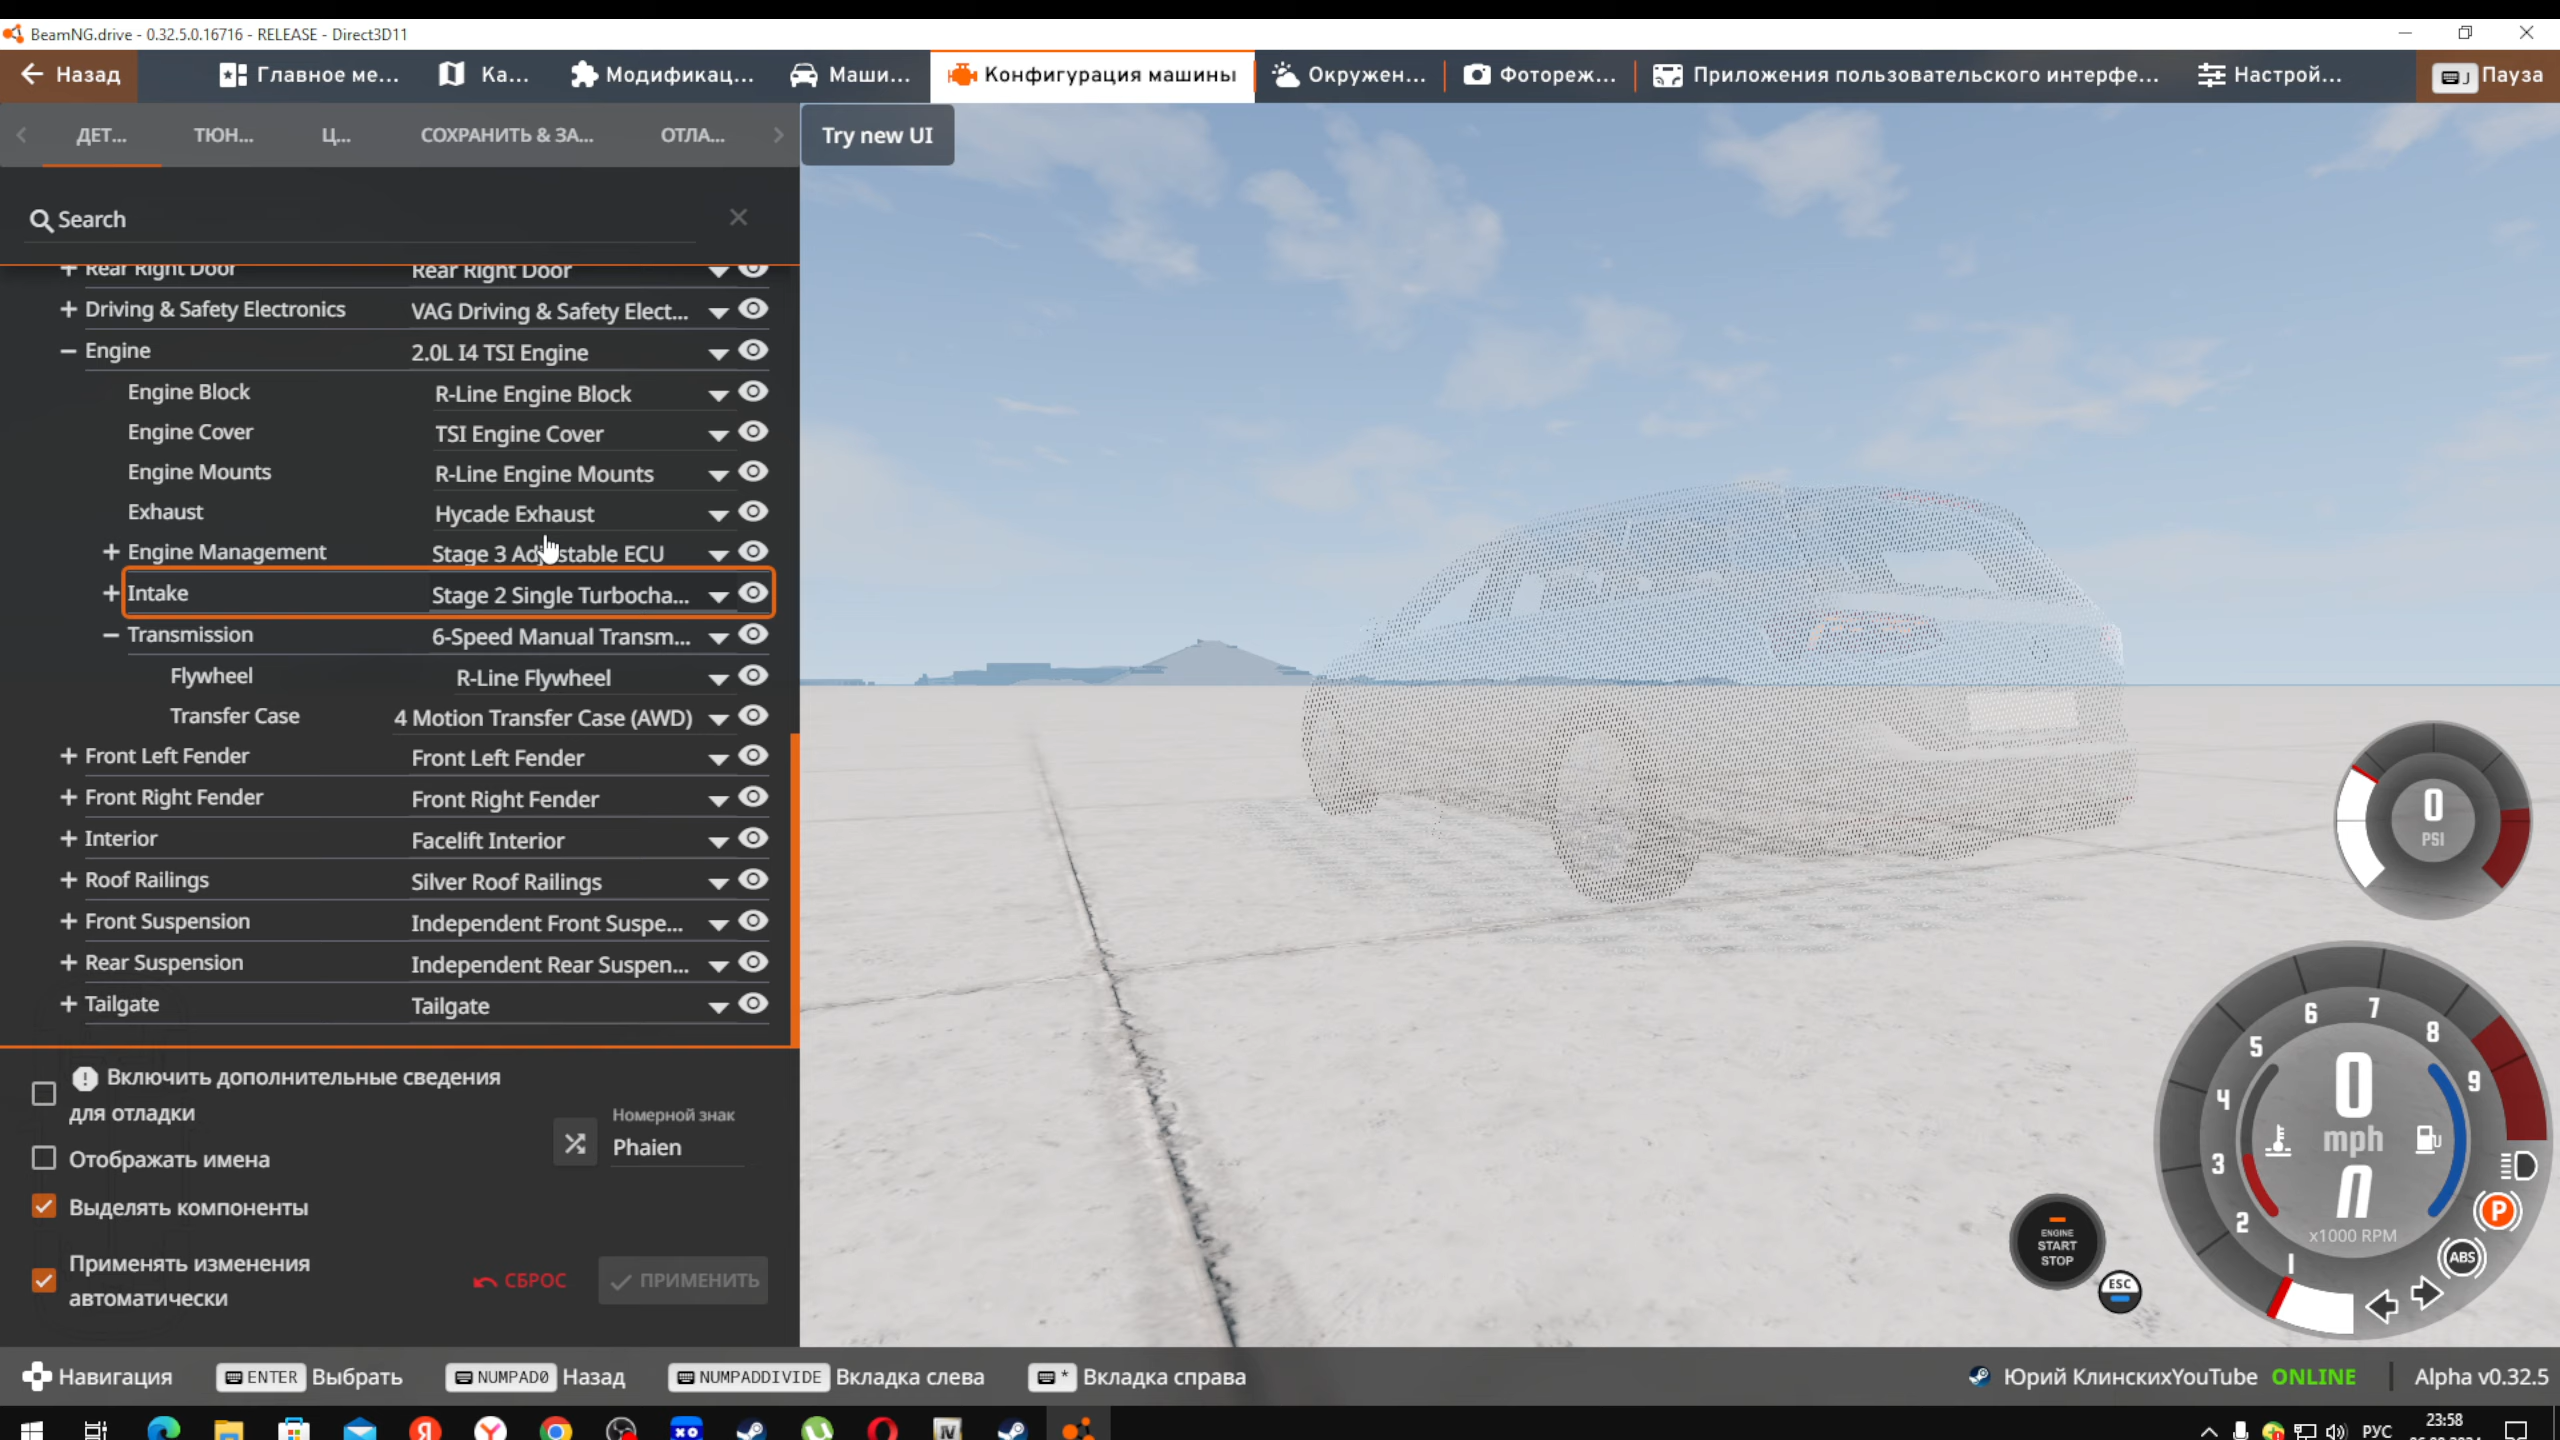 BeamNG.drive - 0.32.5.0.16716 - RELEASE - Direct3D11
Назад
Главное ме...
Ка...
Модификац...
Маши...
Конфигурация машины
Окружен...
Фотореж...
Приложения пользовательского интерфе...
Настрой...
J Пауза
ДЕТ...
ТЮН...
Ц...
СОХРАНИТЬ & ЗА...
ОТЛА...
Try new UI
Search
Rear Right Door Rear Right Door
Driving & Safety Electronics VAG Driving & Safety Elect...
Engine 2.0L I4 TSI Engine
Engine Block R-Line Engine Block
Engine Cover TSI Engine Cover
Engine Mounts R-Line Engine Mounts
Exhaust Hycade Exhaust
Engine Management Stage 3 Adjustable ECU
Intake Stage 2 Single Turbocha...
Transmission 6-Speed Manual Transm...
Flywheel R-Line Flywheel
Transfer Case 4 Motion Transfer Case (AWD)
Front Left Fender Front Left Fender
Front Right Fender Front Right Fender
Interior Facelift Interior
Roof Railings Silver Roof Railings
Front Suspension Independent Front Suspe...
Rear Suspension Independent Rear Suspen...
Tailgate Tailgate
Включить дополнительные сведения
для отладки
Отображать имена
Выделять компоненты
Применять изменения
автоматически
Номерной знак
Phaien
СБРОС
ПРИМЕНИТЬ
0
PSI
1
2
3
4
5
6
7
8
9
0
mph
n
x1000 RPM
P
ABS
ENGINE
START
STOP
ESC
Навигация
ENTER Выбрать
NUMPAD0 Назад
NUMPADDIVIDE Вкладка слева
* Вкладка справа
Юрий КлинскихYouTube ONLINE
Alpha v0.32.5
РУС
23:58